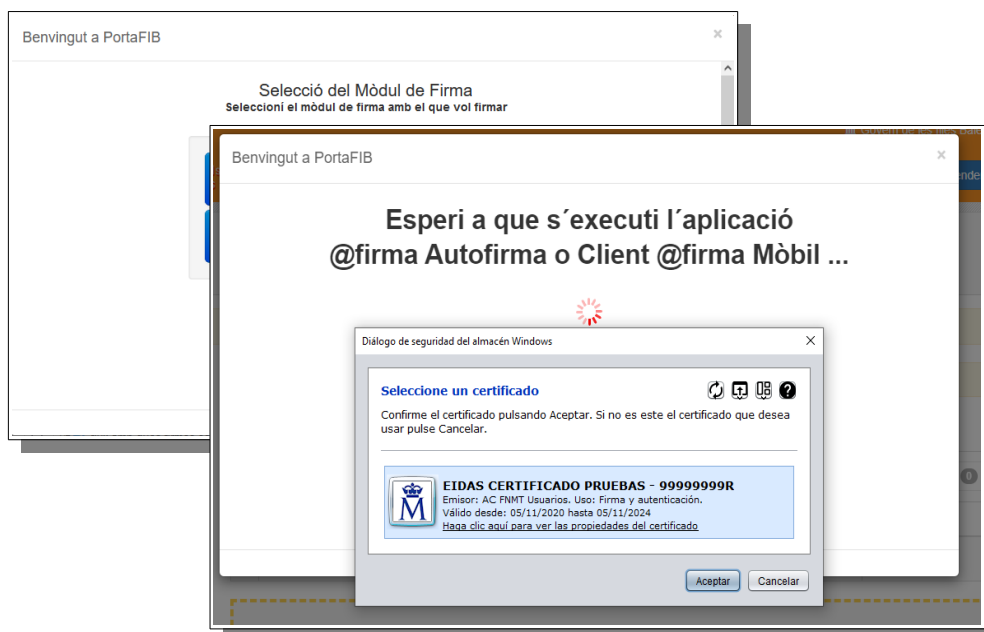 Benvingut a PortaFIB
Selecció del Mòdul de Firma
Seleccioní el mòdul de firma amb el que vol firmar
Benvingut a PortaFIB
Esperi a que s´executi l´aplicació
@firma Autofirma o Client @firma Mòbil ...
Diálogo de seguridad del almacén Windows
Seleccione un certificado
Confirme el certificado pulsando Aceptar. Si no es este el certificado que desea
usar pulse Cancelar.
EIDAS CERTIFICADO PRUEBAS - 99999999R
Emisor: AC FNMT Usuarios. Uso: Firma y autenticación.
Válido desde: 05/11/2020 hasta 05/11/2024
Haga clic aquí para ver las propiedades del certificado
0
Aceptar
Cancelar